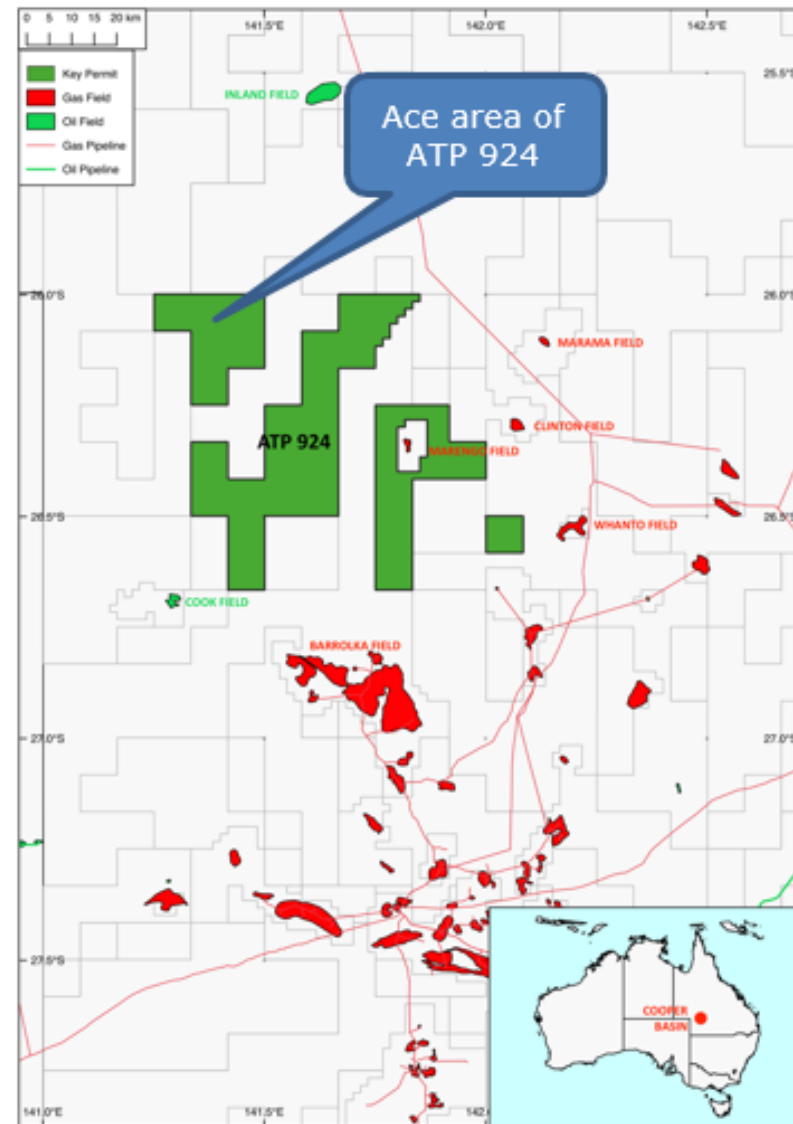 0 5 10 15 20 km
141.5°E
142.0°E
142.5°E
Key Permit
Gas Field
Oil Field
Gas Pipeline
Oil Pipeline
INLAND FIELD
25.5°S
Ace area of
ATP 924
26.0°S
26.0°S
MARAMA FIELD
CLINTON FIELD
ATP 924
MARENGO FIELD
26.5°S
26.5°S
WHANTO FIELD
COOK FIELD
BARROLKA FIELD
27.0°S
27.0°S
27.5°S
COOPER
BASIN
141.0°E
141.5°E